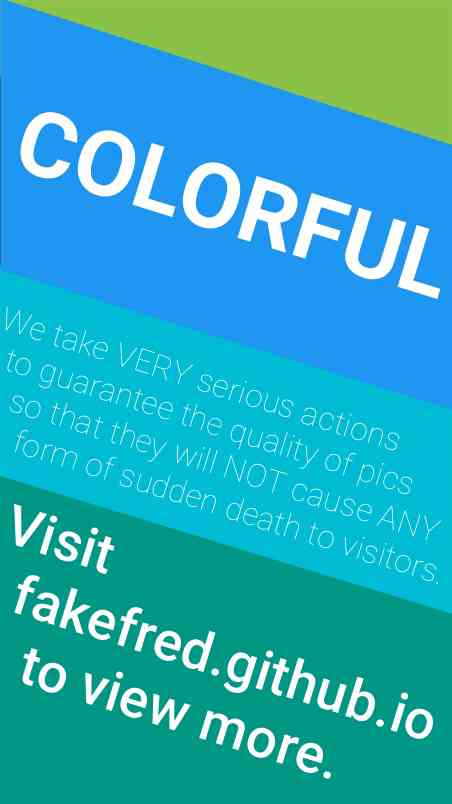 COLORFUL
We take VERY serious actions
to guarantee the quality of pics
so that they will NOT cause ANY
form of sudden death to visitors.
Visit
fakefred.github.io
to view more.